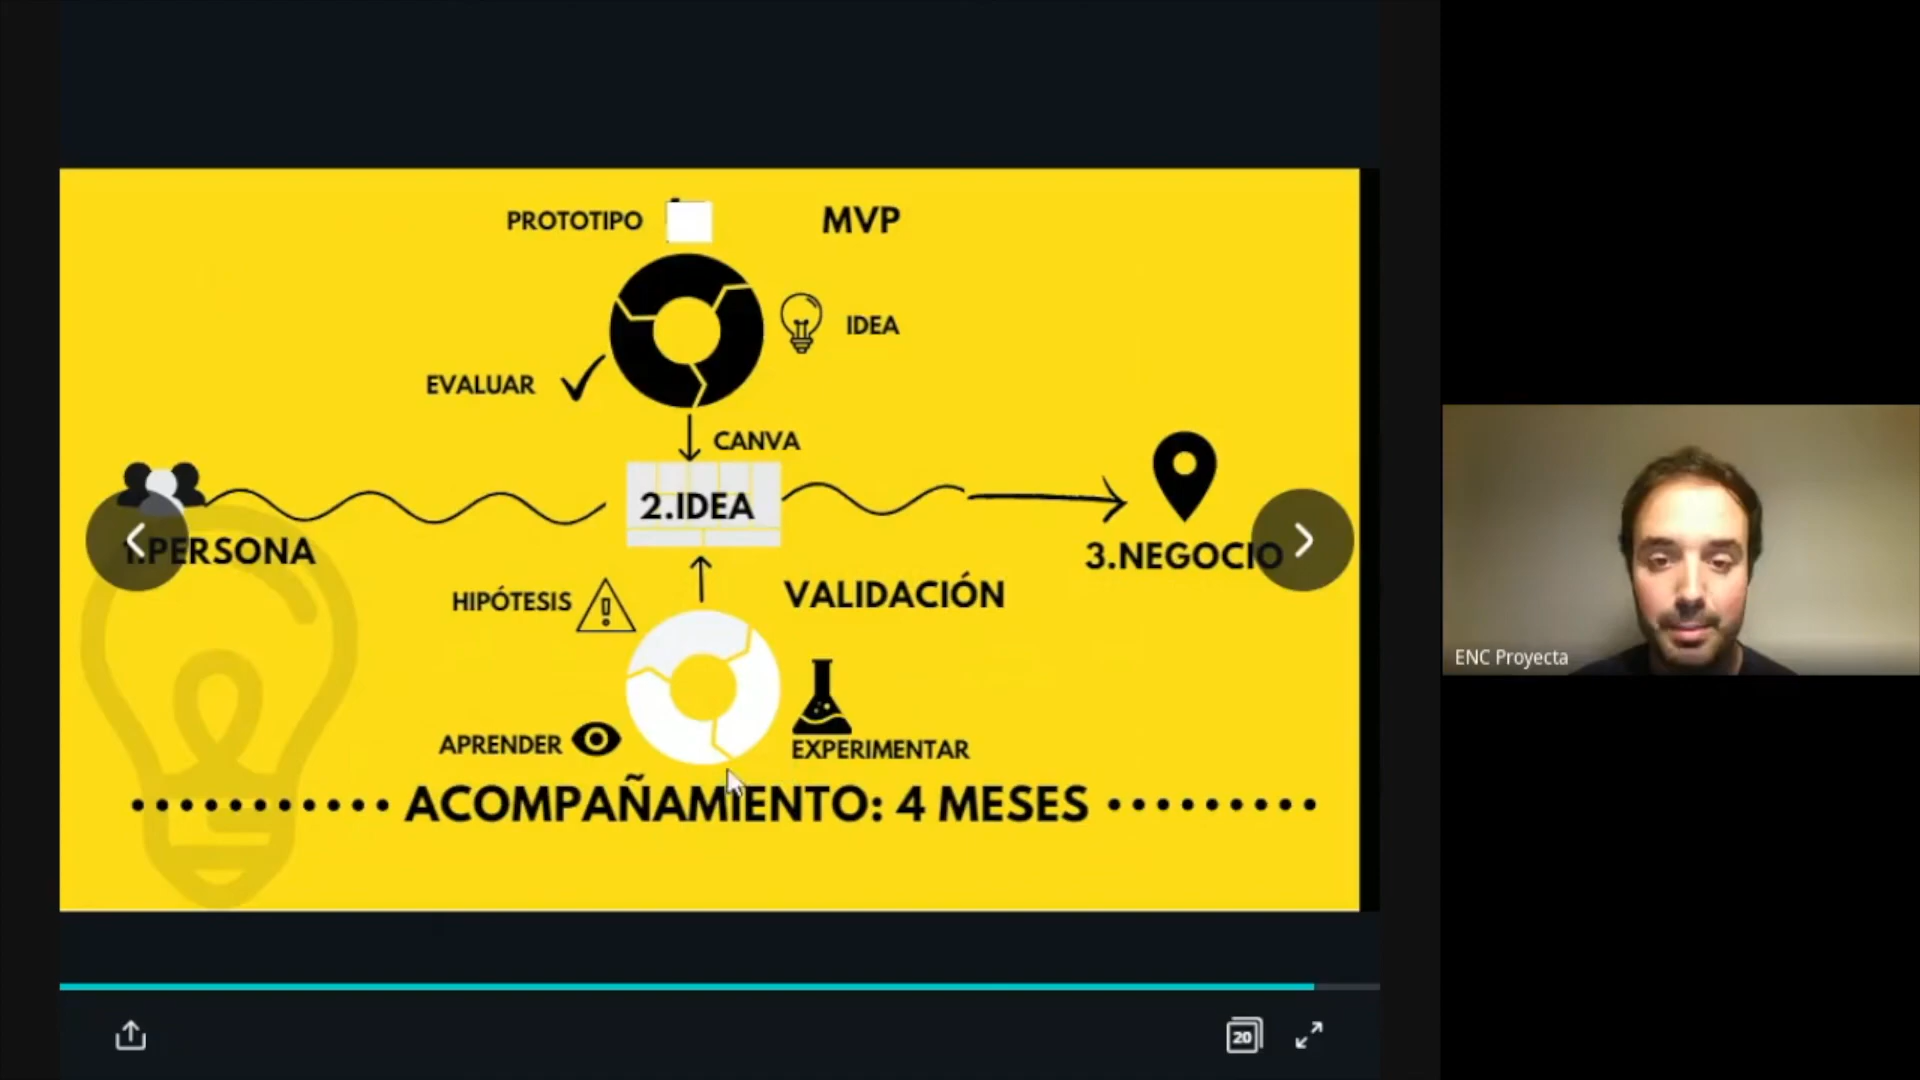 PROTOTIPO
MVP
IDEA
EVALUAR
CANVA
2.IDEA
1.PERSONA
3.NEGOCIO
HIPÓTESIS
VALIDACIÓN
APRENDER
EXPERIMENTAR
ACOMPAÑAMIENTO: 4 MESES
ENC Proyecta
20